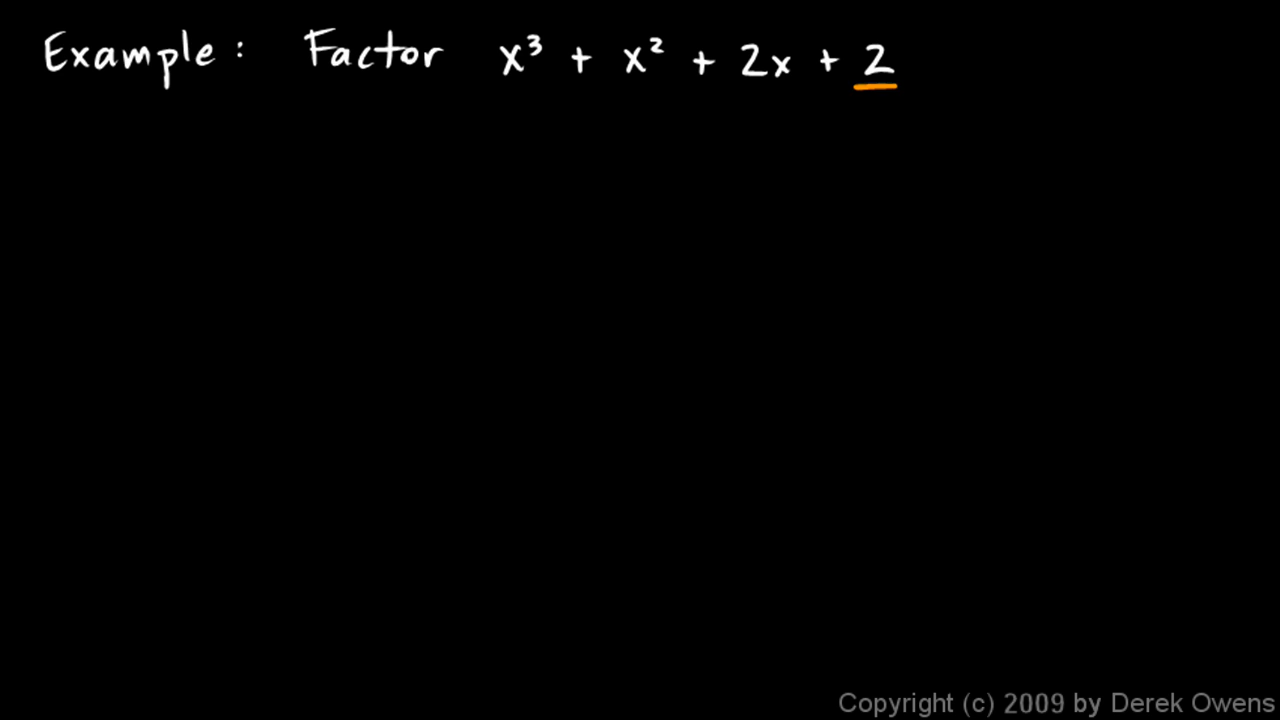 Example: Factor x³ + x² + 2x + 2
Copyright (c) 2009 by Derek Owens